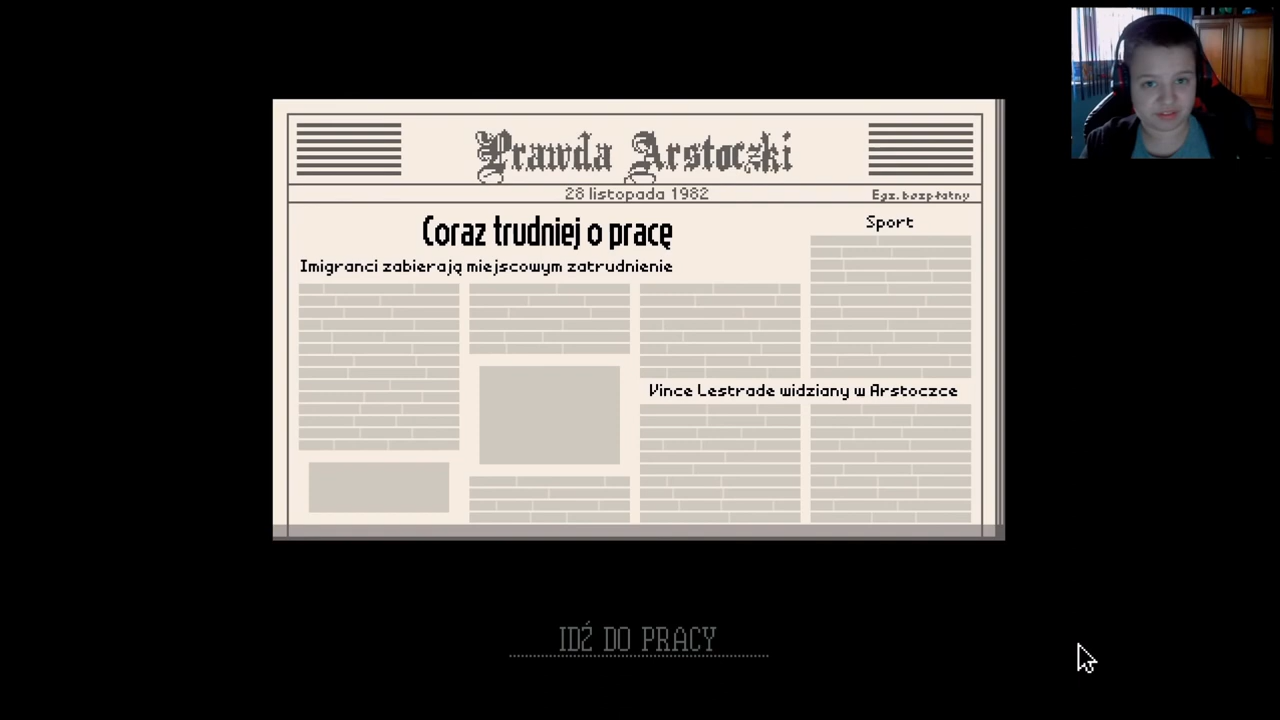 Prawda Arstoczki
28 listopada 1982
Egz. bezpłatny
Coraz trudniej o pracę
Imigranci zabierają miejscowym zatrudnienie
Sport
Vince Lestrade widziany w Arstoczce
IDŹ DO PRACY